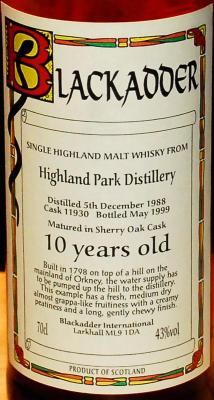 BLACKADDER
SINGLE HIGHLAND MALT WHISKY FROM
Highland Park Distillery
Distilled 5th December 1988
Cask 11930 Bottled May 1999
Matured in Sherry Oak Cask
10 years old
Built in 1798 on top of a hill on the
mainland of Orkney, the water supply has
to be pumped up the hill to the distillery.
This example has a fresh, medium dry
almost grappa-like fruitiness with a creamy
peatiness and a long, gently chewy finish.
Blackadder International
70cl Larkhall ML9 1DA 43%vol
PRODUCT OF SCOTLAND